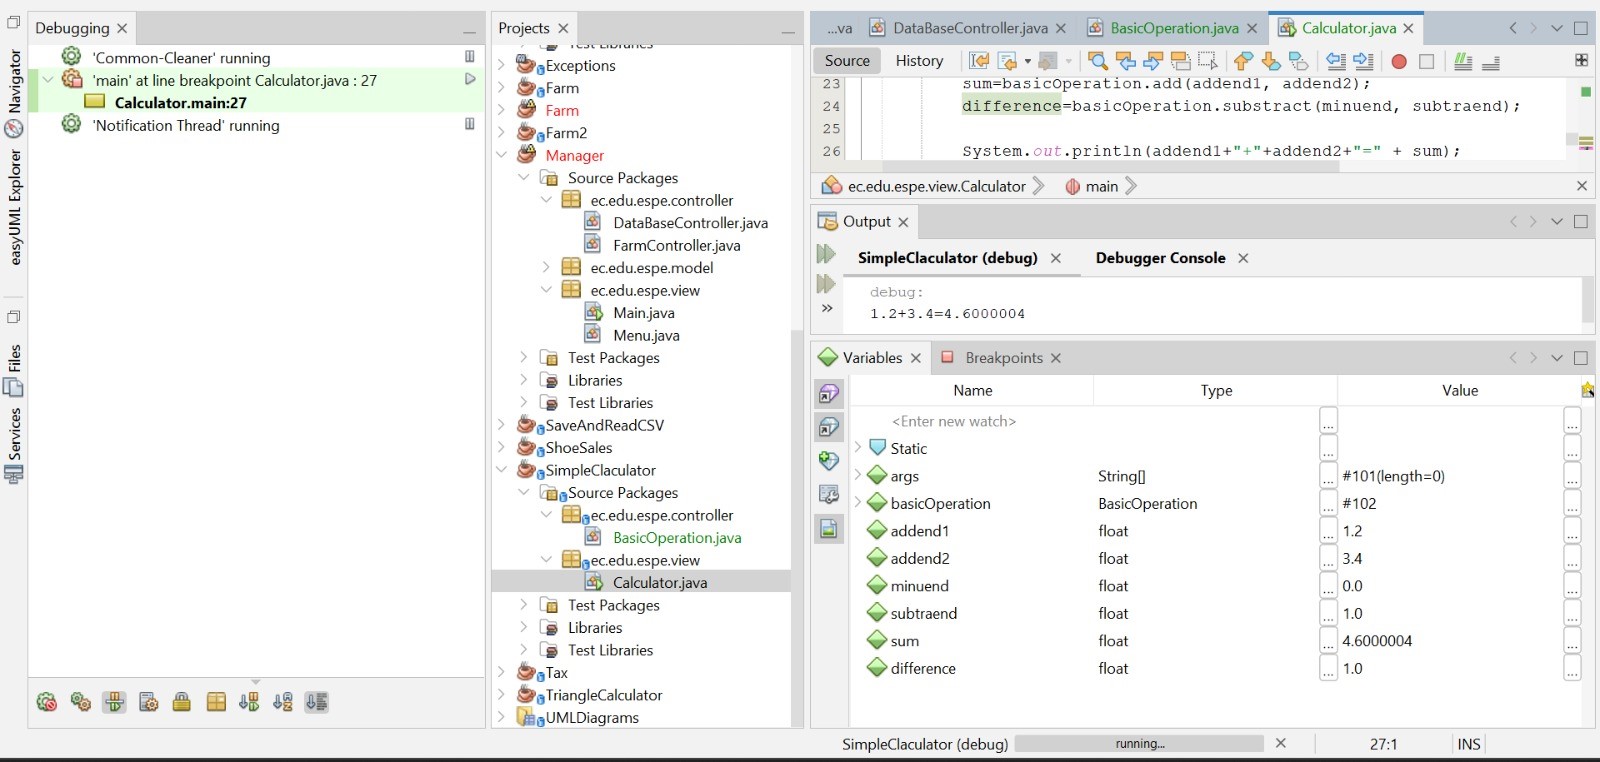 Navigator
easyUML Explorer
Files
Services
Debugging
'Common-Cleaner' running
'main' at line breakpoint Calculator.java : 27
Calculator.main:27
'Notification Thread' running
Projects
Test Libraries
Exceptions
Farm
Farm
Farm2
Manager
Source Packages
ec.edu.espe.controller
DataBaseController.java
FarmController.java
ec.edu.espe.model
ec.edu.espe.view
Main.java
Menu.java
Test Packages
Libraries
Test Libraries
SaveAndReadCSV
ShoeSales
SimpleClaculator
Source Packages
ec.edu.espe.controller
BasicOperation.java
ec.edu.espe.view
Calculator.java
Test Packages
Libraries
Test Libraries
Tax
TriangleCalculator
UMLDiagrams
...va DataBaseController.java BasicOperation.java Calculator.java
Source History
23 sum=basicOperation.add(addend1, addend2);
24 difference=basicOperation.substract(minuend, subtraend);
25
26 System.out.println(addend1+"+"+addend2+"=" + sum);
ec.edu.espe.view.Calculator main
Output
SimpleClaculator (debug) Debugger Console
debug:
1.2+3.4=4.6000004
Variables Breakpoints
Name Type Value
<Enter new watch> ... ...
Static ... ...
args String[] ... #101(length=0) ...
basicOperation BasicOperation ... #102 ...
addend1 float ... 1.2 ...
addend2 float ... 3.4 ...
minuend float ... 0.0 ...
subtraend float ... 1.0 ...
sum float ... 4.6000004 ...
difference float ... 1.0 ...
SimpleClaculator (debug) running... 27:1 INS